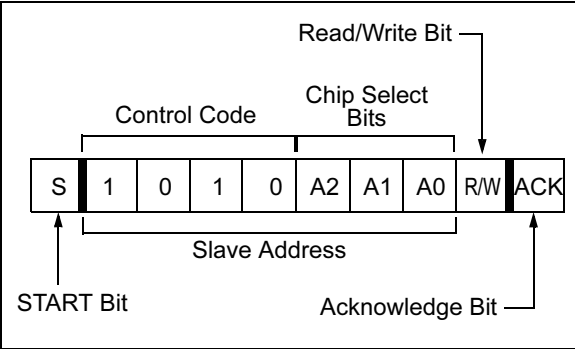 Read/Write Bit
Chip Select
Control Code Bits
S 1 0 1 0 A2 A1 A0 R/W ACK
Slave Address
START Bit
Acknowledge Bit